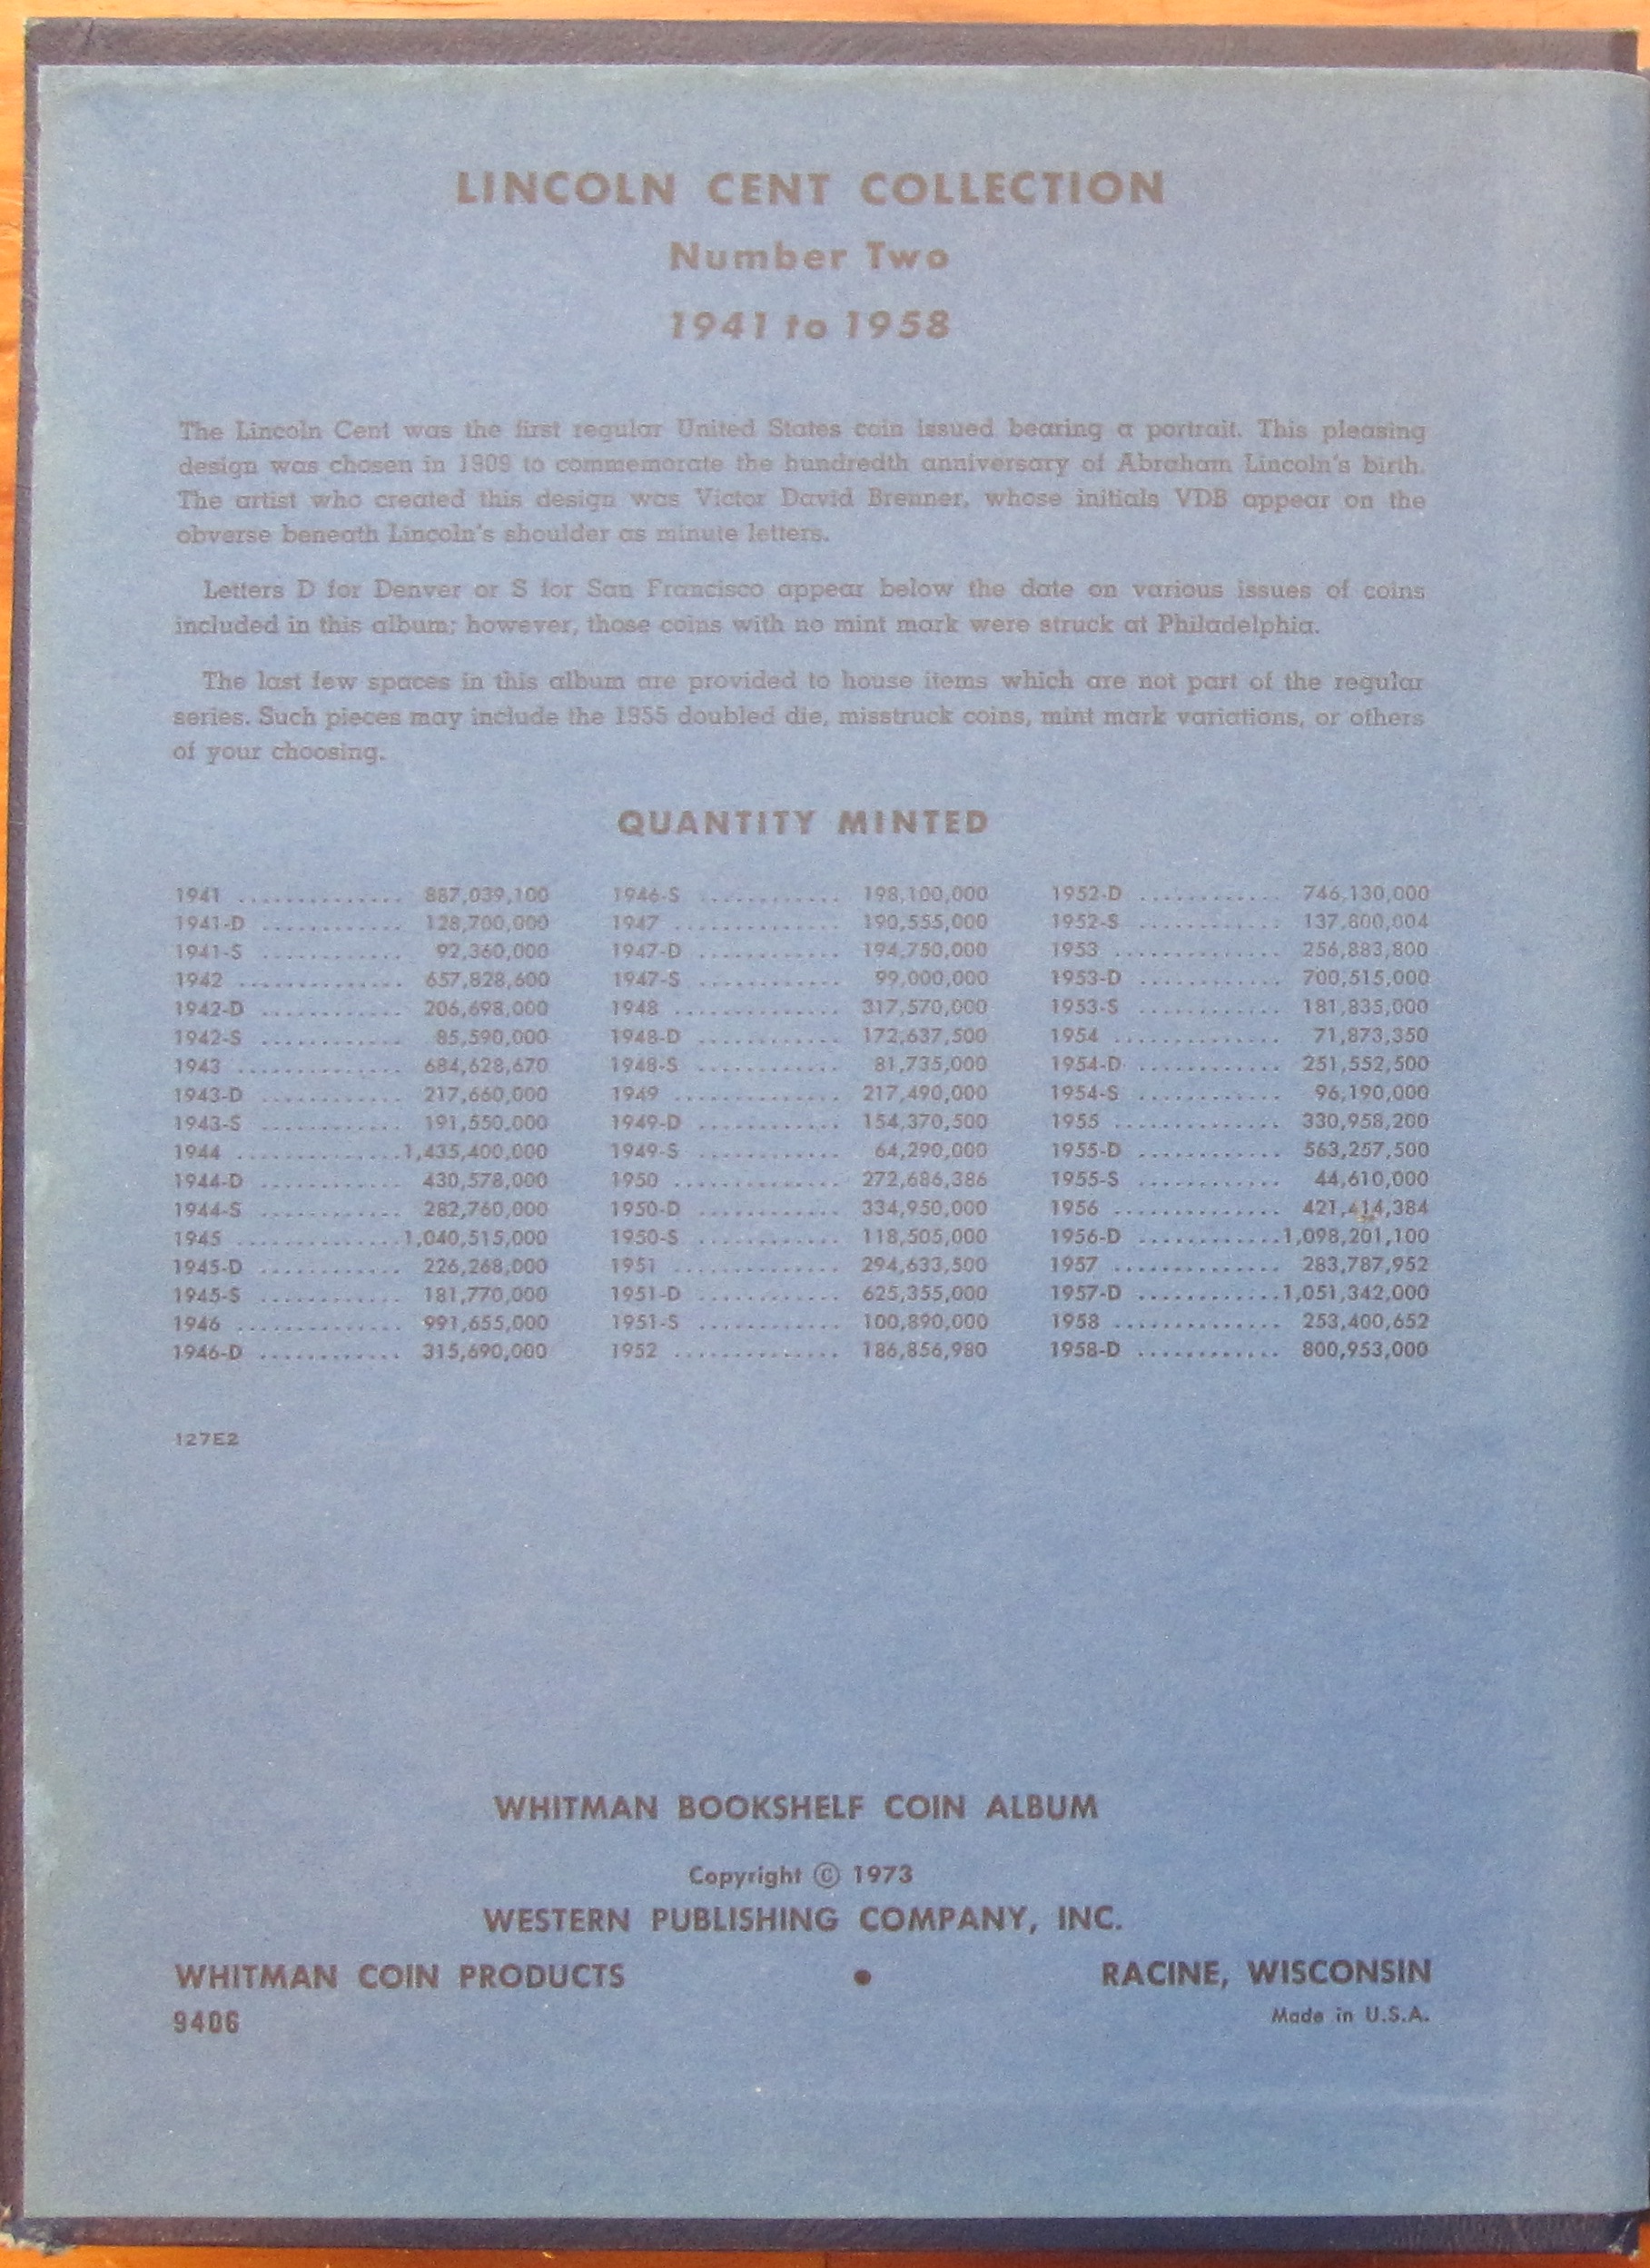 LINCOLN CENT COLLECTION
Number Two
1941 to 1958
The Lincoln Cent was the first regular United States coin issued bearing a portrait. This pleasing
design was chosen in 1909 to commemorate the hundredth anniversary of Abraham Lincoln's birth.
The artist who created this design was Victor David Brenner, whose initials VDB appear on the
obverse beneath Lincoln's shoulder as minute letters.
Letters D for Denver or S for San Francisco appear below the date on various issues of coins
included in this album; however, those coins with no mint mark were struck at Philadelphia.
The last few spaces in this album are provided to house items which are not part of the regular
series. Such pieces may include the 1955 doubled die, misstruck coins, mint mark variations, or others
of your choosing.
QUANTITY MINTED
1941 .............. 887,039,100
1941-D ............ 128,700,000
1941-S ............ 92,360,000
1942 .............. 657,828,600
1942-D ............ 206,698,000
1942-S ............ 85,590,000
1943 .............. 684,628,670
1943-D ............ 217,660,000
1943-S ............ 191,550,000
1944 ..............1,435,400,000
1944-D ............ 430,578,000
1944-S ............ 282,760,000
1945 ..............1,040,515,000
1945-D ............ 226,268,000
1945-S ............ 181,770,000
1946 .............. 991,655,000
1946-D ............ 315,690,000
1946-S ............ 198,100,000
1947 .............. 190,555,000
1947-D ............ 194,750,000
1947-S ............ 99,000,000
1948 .............. 317,570,000
1948-D ............ 172,637,500
1948-S ............ 81,735,000
1949 .............. 217,490,000
1949-D ............ 154,370,500
1949-S ............ 64,290,000
1950 .............. 272,686,386
1950-D ............ 334,950,000
1950-S ............ 118,505,000
1951 .............. 294,633,500
1951-D ............ 625,355,000
1951-S ............ 100,890,000
1952 .............. 186,856,980
1952-D ............ 746,130,000
1952-S ............ 137,800,004
1953 .............. 256,883,800
1953-D ............ 700,515,000
1953-S ............ 181,835,000
1954 .............. 71,873,350
1954-D ............ 251,552,500
1954-S ............ 96,190,000
1955 .............. 330,958,200
1955-D ............ 563,257,500
1955-S ............ 44,610,000
1956 .............. 421,414,384
1956-D ............1,098,201,100
1957 .............. 283,787,952
1957-D ............1,051,342,000
1958 .............. 253,400,652
1958-D ............ 800,953,000
127E2
WHITMAN BOOKSHELF COIN ALBUM
Copyright © 1973
WESTERN PUBLISHING COMPANY, INC.
WHITMAN COIN PRODUCTS • RACINE, WISCONSIN
9406 Made in U.S.A.